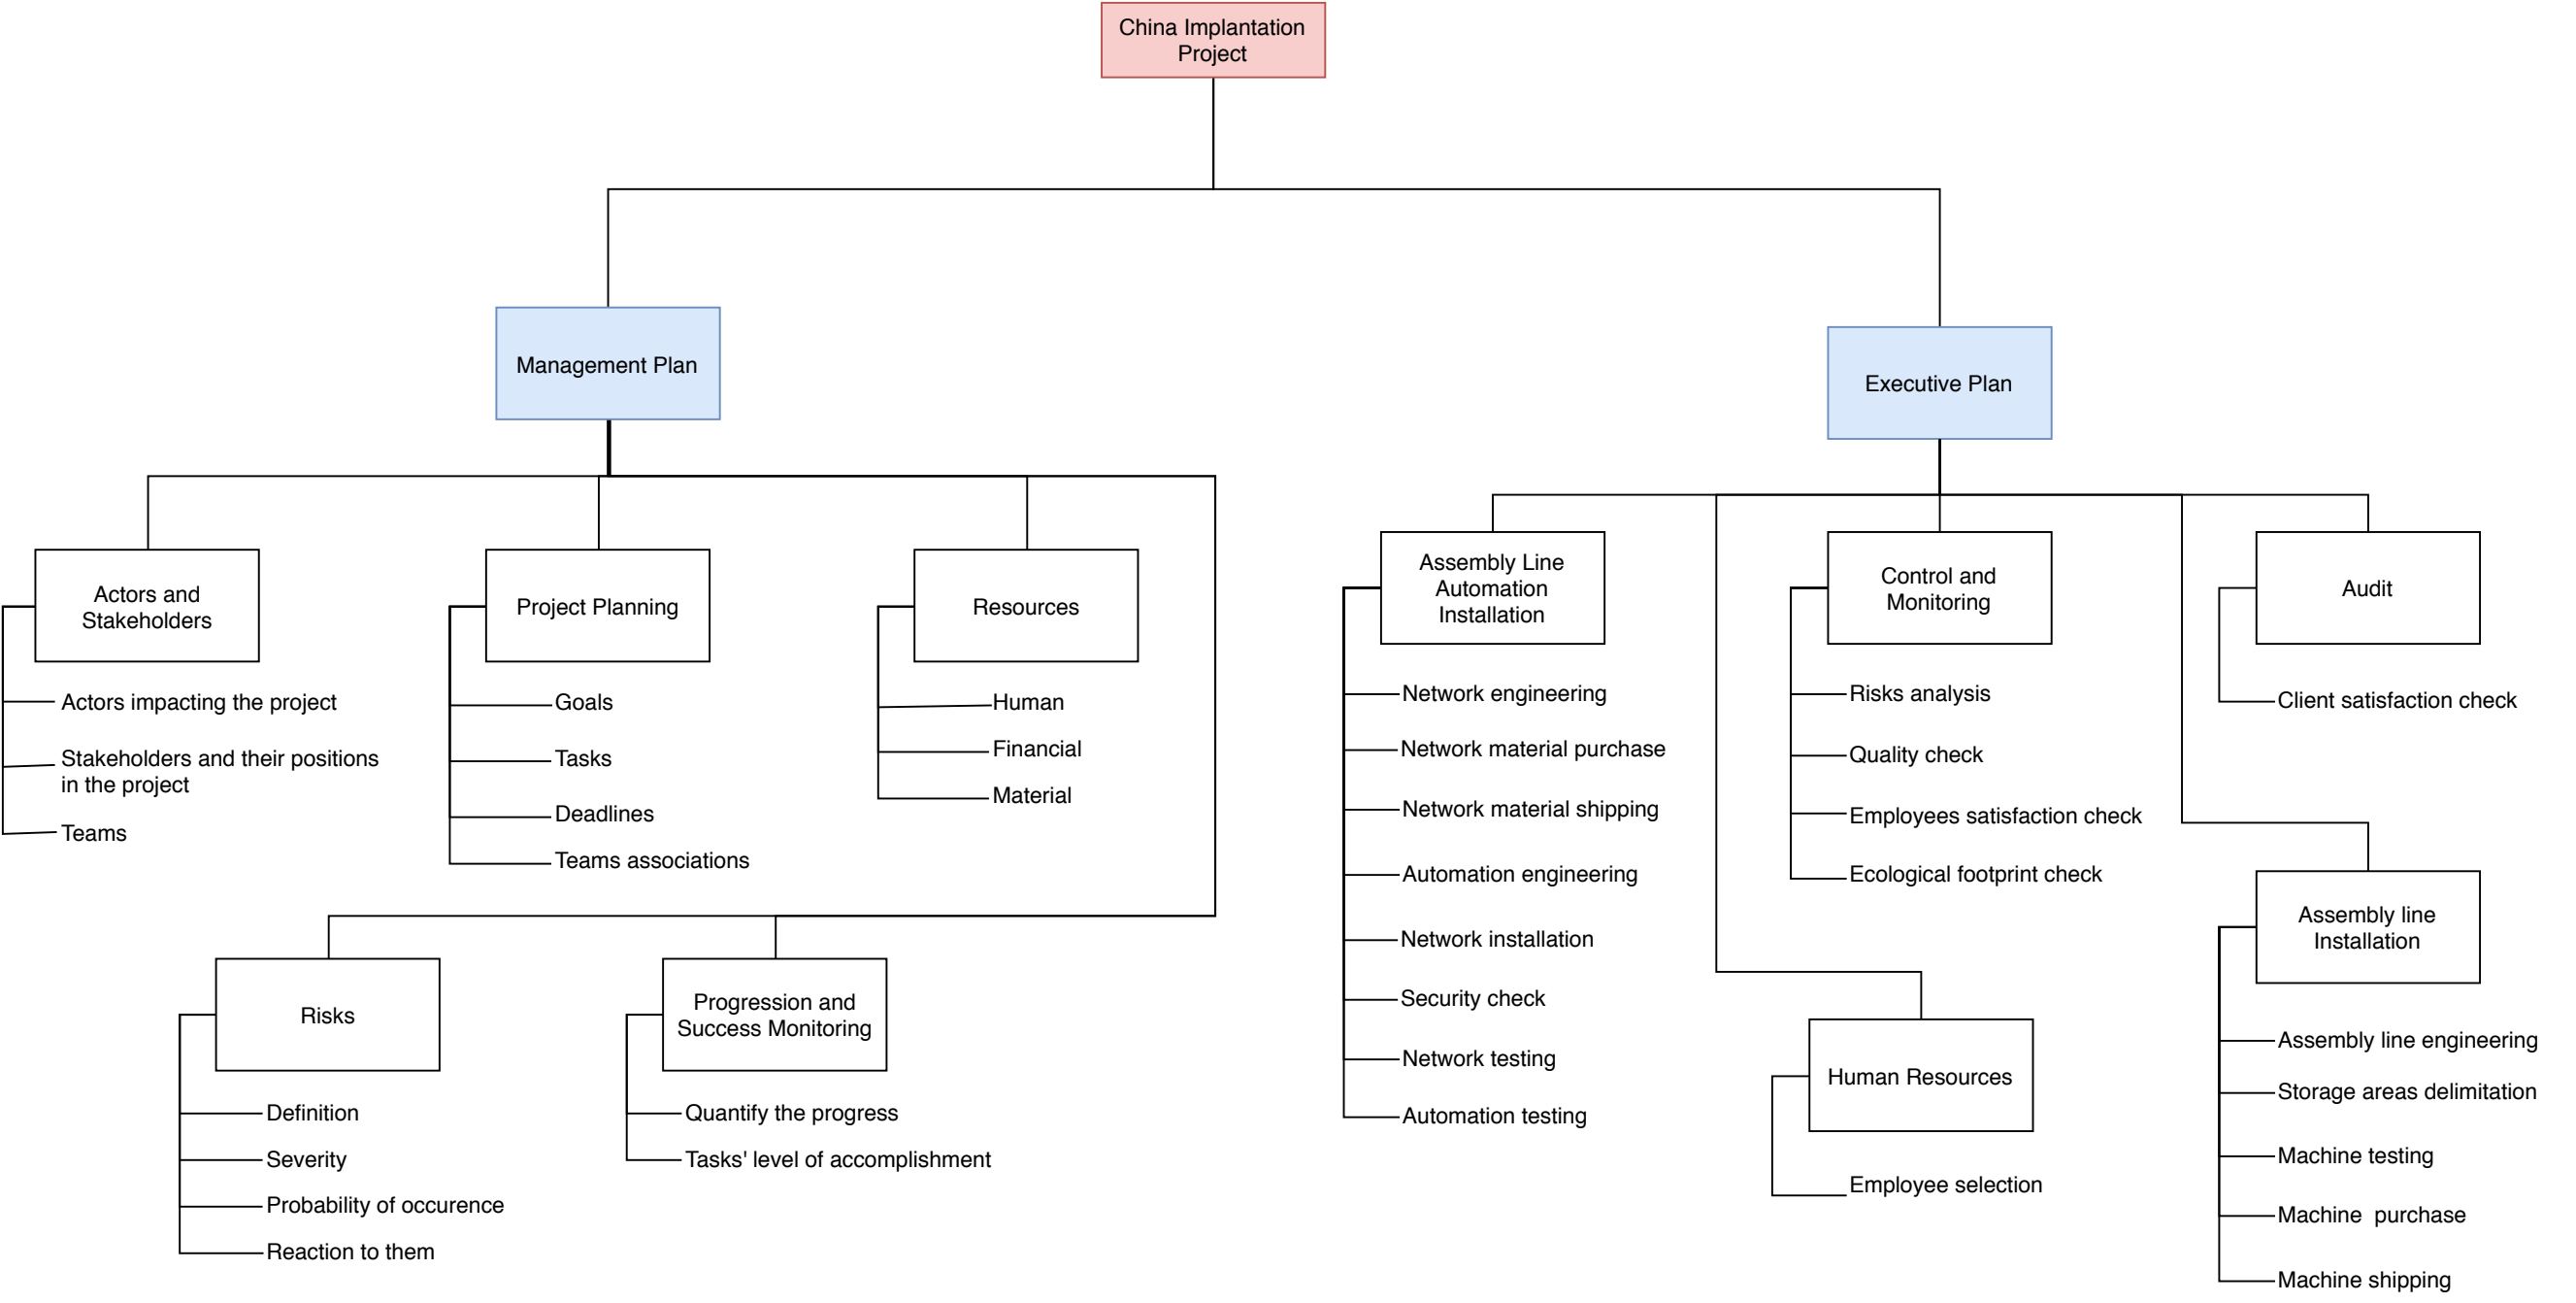 China Implantation
Project
Management Plan
Executive Plan
Actors and
Stakeholders
Actors impacting the project
Stakeholders and their positions
in the project
Teams
Project Planning
Goals
Tasks
Deadlines
Teams associations
Resources
Human
Financial
Material
Risks
Definition
Severity
Probability of occurence
Reaction to them
Progression and
Success Monitoring
Quantify the progress
Tasks' level of accomplishment
Assembly Line
Automation
Installation
Network engineering
Network material purchase
Network material shipping
Automation engineering
Network installation
Security check
Network testing
Automation testing
Control and
Monitoring
Risks analysis
Quality check
Employees satisfaction check
Ecological footprint check
Human Resources
Employee selection
Audit
Client satisfaction check
Assembly line
Installation
Assembly line engineering
Storage areas delimitation
Machine testing
Machine  purchase
Machine shipping